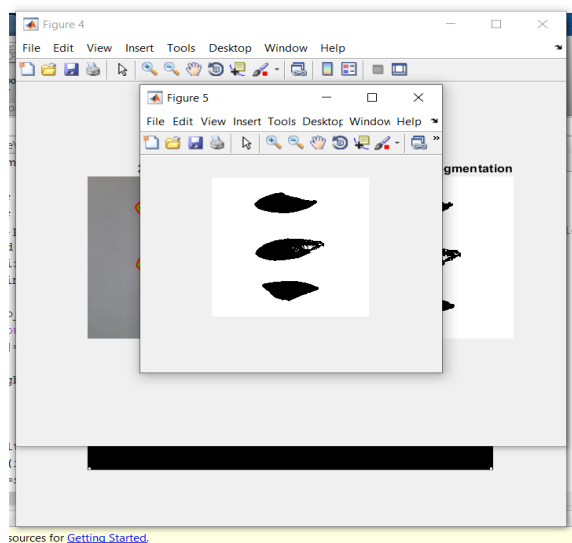 Figure 4
File Edit View Insert Tools Desktop Window Help
Figure 5
File Edit View Insert Tools Desktop Window Help
gmentation
sources for Getting Started.